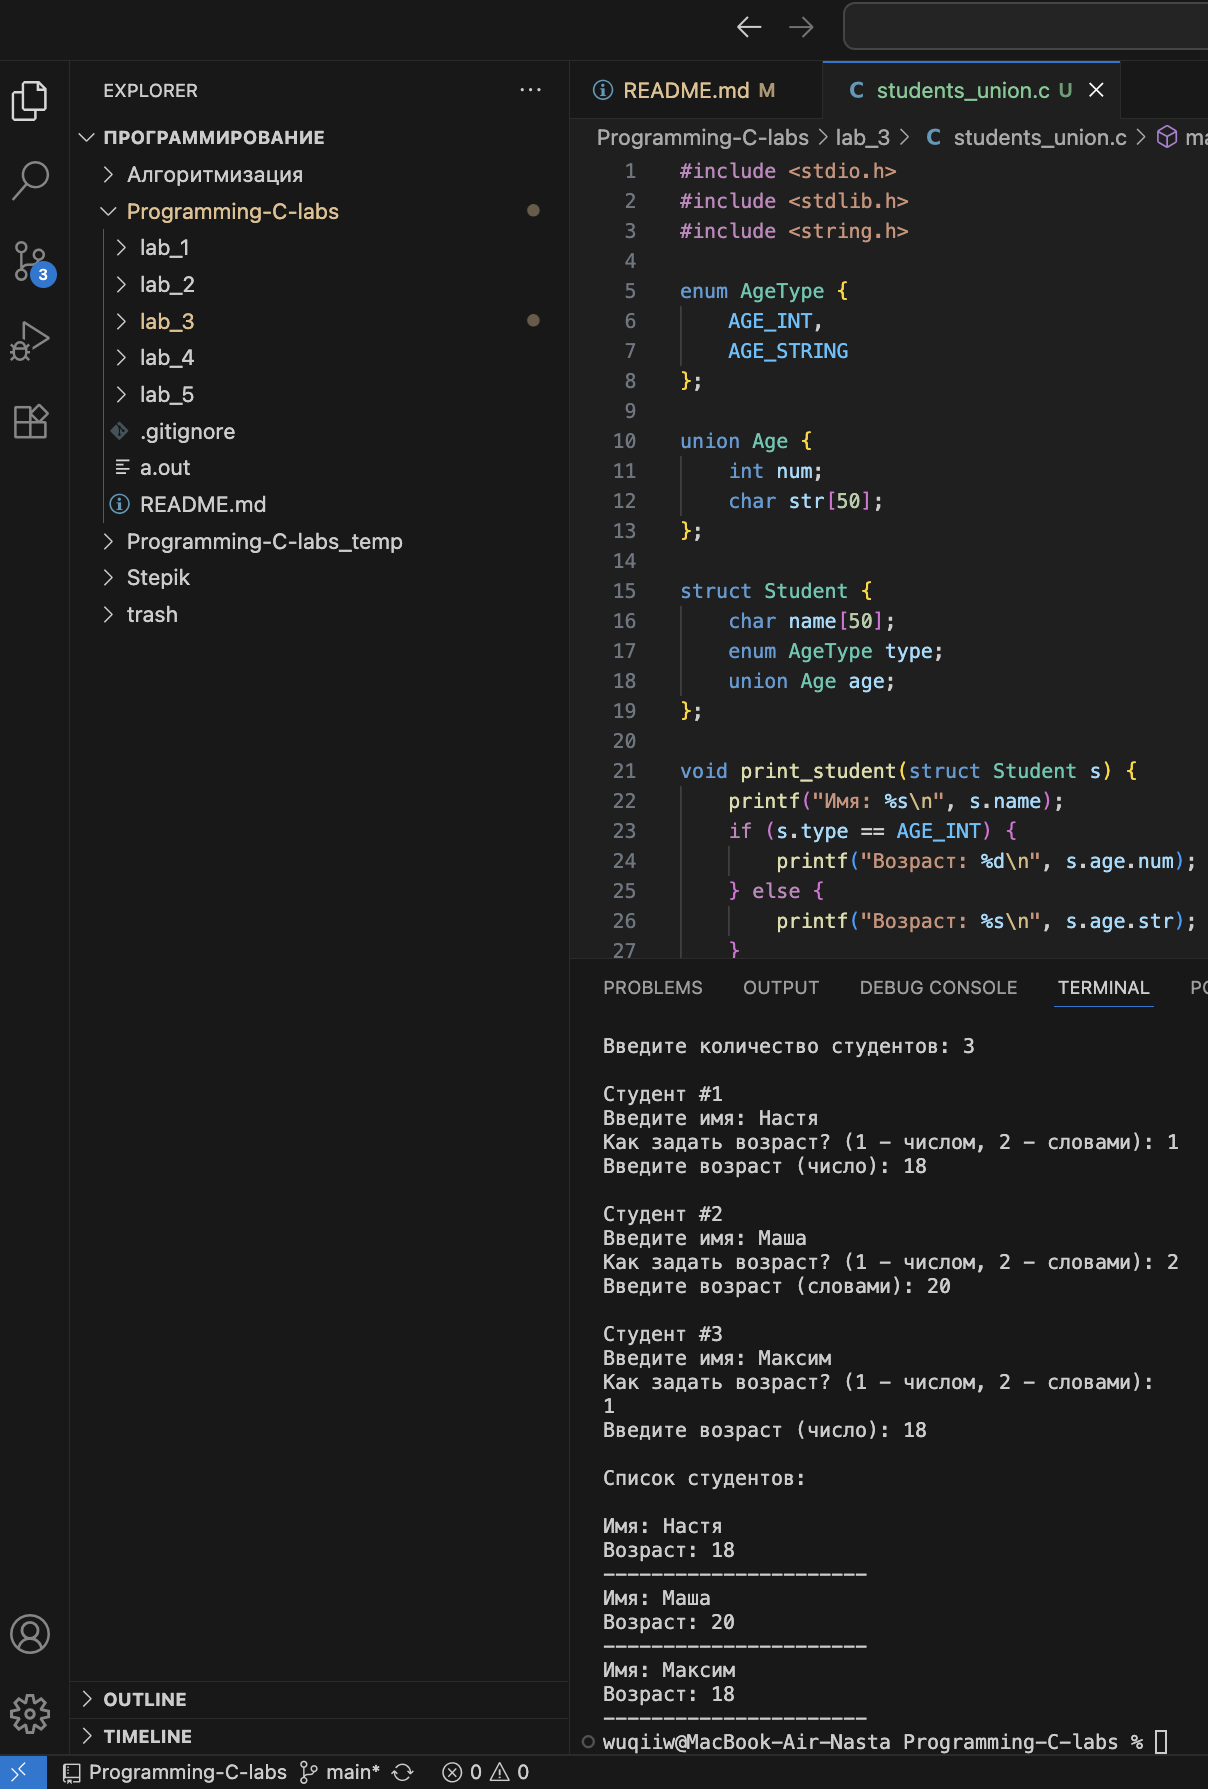 EXPLORER
ПРОГРАММИРОВАНИЕ
Алгоритмизация
Programming-C-labs
lab_1
lab_2
3
lab_3
lab_4
lab_5
.gitignore
a.out
README.md
Programming-C-labs_temp
Stepik
trash
OUTLINE
TIMELINE
README.md M
C students_union.c U
Programming-C-labs > lab_3 > C students_union.c >
1 #include <stdio.h>
2 #include <stdlib.h>
3 #include <string.h>
4
5 enum AgeType {
6 AGE_INT,
7 AGE_STRING
8 };
9
10 union Age {
11 int num;
12 char str[50];
13 };
14
15 struct Student {
16 char name[50];
17 enum AgeType type;
18 union Age age;
19 };
20
21 void print_student(struct Student s) {
22 printf("Имя: %s\n", s.name);
23 if (s.type == AGE_INT) {
24 printf("Возраст: %d\n", s.age.num);
25 } else {
26 printf("Возраст: %s\n", s.age.str);
27 }
PROBLEMS OUTPUT DEBUG CONSOLE TERMINAL
Введите количество студентов: 3
Студент #1
Введите имя: Настя
Как задать возраст? (1 - числом, 2 - словами): 1
Введите возраст (число): 18
Студент #2
Введите имя: Маша
Как задать возраст? (1 - числом, 2 - словами): 2
Введите возраст (словами): 20
Студент #3
Введите имя: Максим
Как задать возраст? (1 - числом, 2 - словами):
1
Введите возраст (число): 18
Список студентов:
Имя: Настя
Возраст: 18
----------------------
Имя: Маша
Возраст: 20
----------------------
Имя: Максим
Возраст: 18
----------------------
wuqiiw@MacBook-Air-Nasta Programming-C-labs %
Programming-C-labs main* 0 0